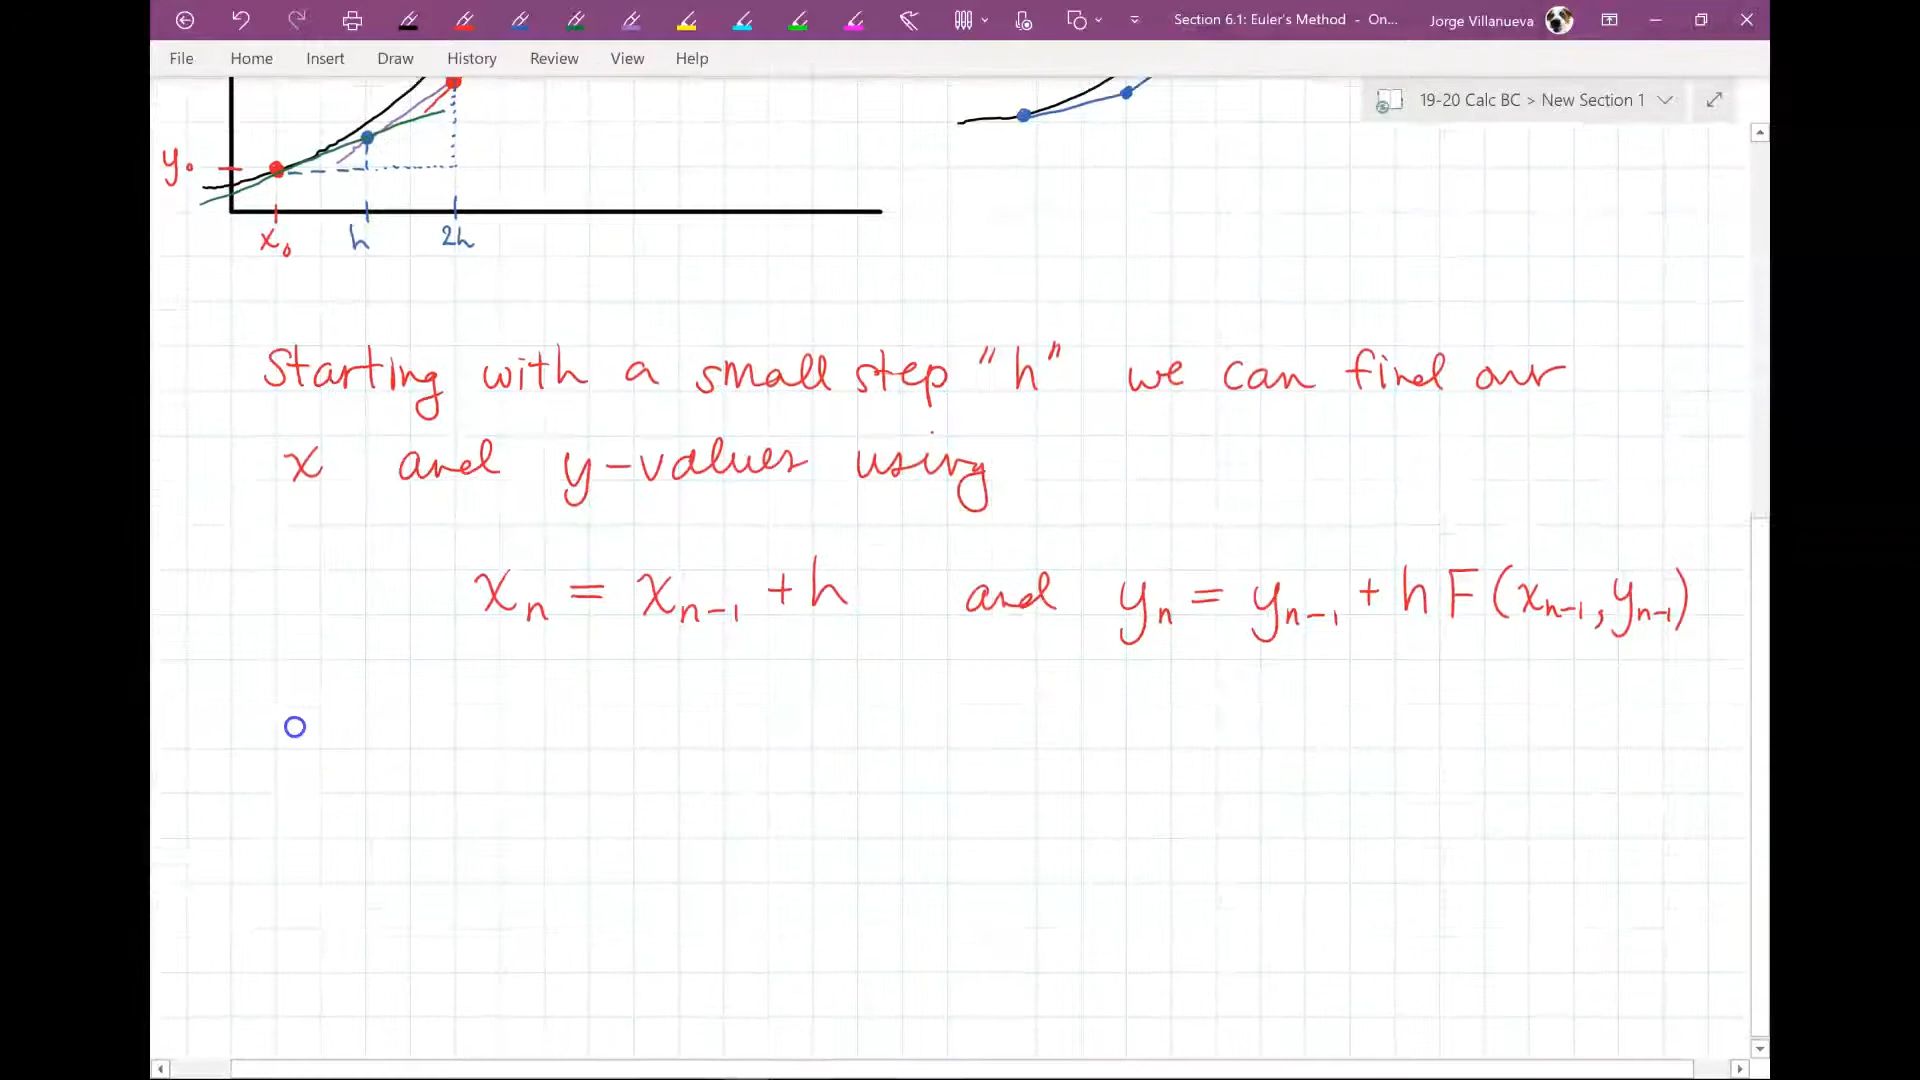 Section 6.1: Euler's Method - On...
Jorge Villanueva
File Home Insert Draw History Review View Help
19-20 Calc BC > New Section 1
y₀
x₀ h 2h
Starting with a small step "h" we can find our
x and y-values using
xₙ = xₙ₋₁ + h and yₙ = yₙ₋₁ + h F(xₙ₋₁, yₙ₋₁)